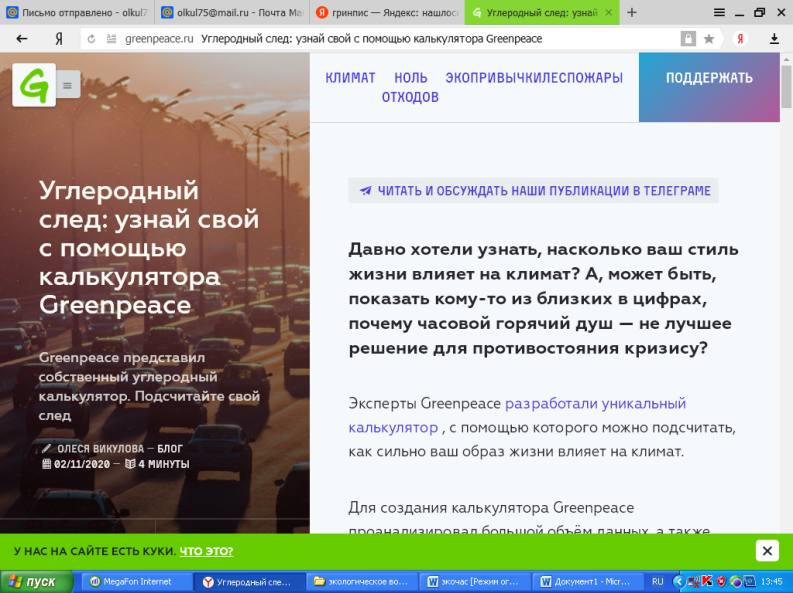 Письмо отправлено - olkul7
olkul75@mail.ru - Почта Mai
гринпис — Яндекс: нашлос
Углеродный след: узнай
greenpeace.ru Углеродный след: узнай свой с помощью калькулятора Greenpeace
КЛИМАТ НОЛЬ ОТХОДОВ ЭКОПРИВЫЧКИ ЛЕС ПОЖАРЫ
ПОДДЕРЖАТЬ
Углеродный
след: узнай свой
с помощью
калькулятора
Greenpeace
Greenpeace представил
собственный углеродный
калькулятор. Подсчитайте свой
след
ОЛЕСЯ ВИКУЛОВА — БЛОГ
02/11/2020 — 4 МИНУТЫ
ЧИТАТЬ И ОБСУЖДАТЬ НАШИ ПУБЛИКАЦИИ В ТЕЛЕГРАМЕ
Давно хотели узнать, насколько ваш стиль
жизни влияет на климат? А, может быть,
показать кому-то из близких в цифрах,
почему часовой горячий душ — не лучшее
решение для противостояния кризису?
Эксперты Greenpeace разработали уникальный
калькулятор , с помощью которого можно подсчитать,
как сильно ваш образ жизни влияет на климат.
Для создания калькулятора Greenpeace
проанализировал большой объём данных, а также
У НАС НА САЙТЕ ЕСТЬ КУКИ. ЧТО ЭТО?
пуск
MegaFon Internet
Углеродный сле...
экологическое во...
экочас [Режим ог...
Документ1 - Micr...
RU
13:45